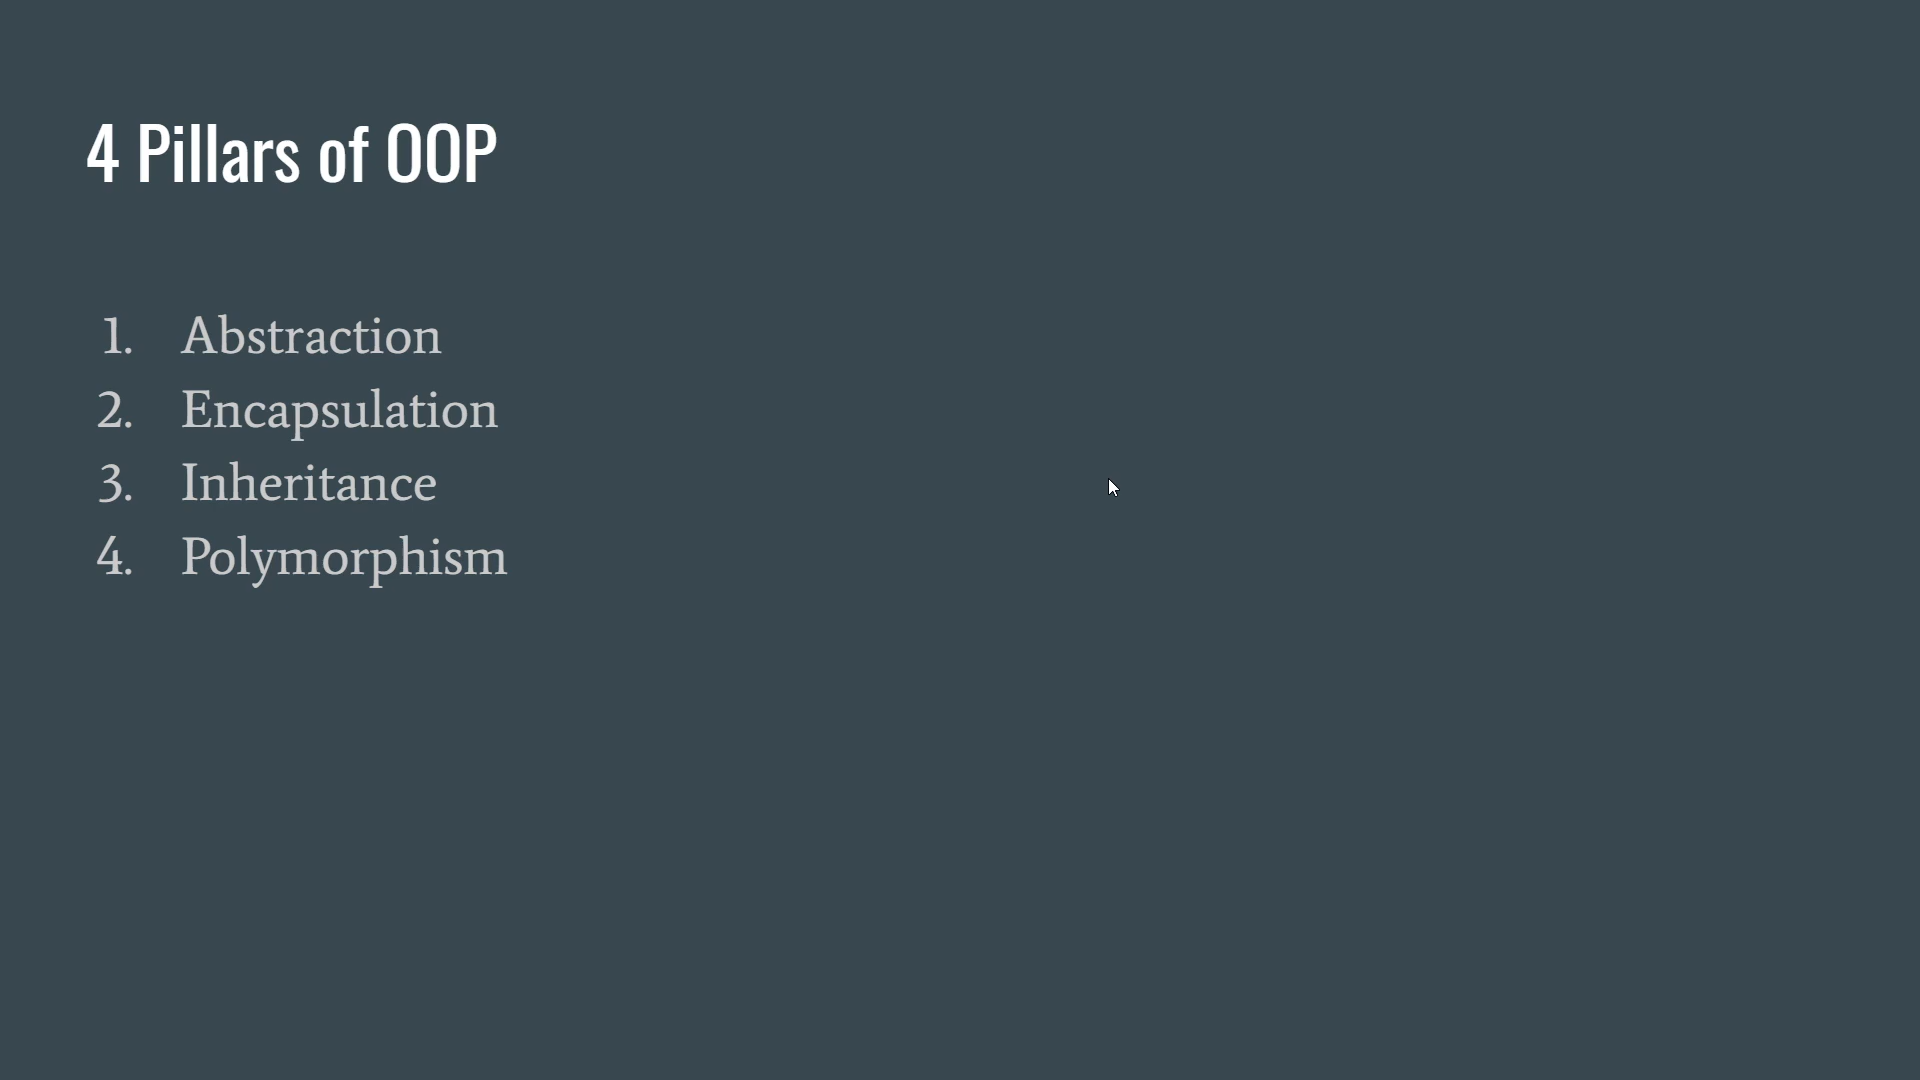 4 Pillars of OOP
1. Abstraction
2. Encapsulation
3. Inheritance
4. Polymorphism